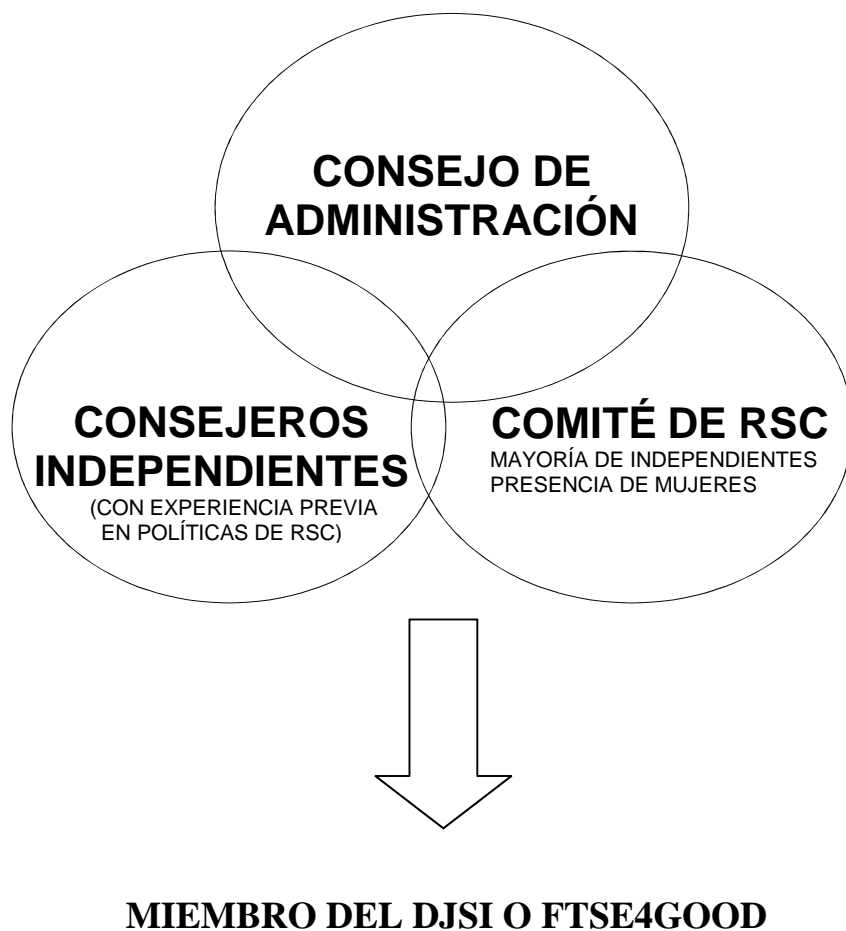 CONSEJO DE
ADMINISTRACIÓN
CONSEJEROS
INDEPENDIENTES
(CON EXPERIENCIA PREVIA
EN POLÍTICAS DE RSC)
COMITÉ DE RSC
MAYORÍA DE INDEPENDIENTES
PRESENCIA DE MUJERES
MIEMBRO DEL DJSI O FTSE4GOOD